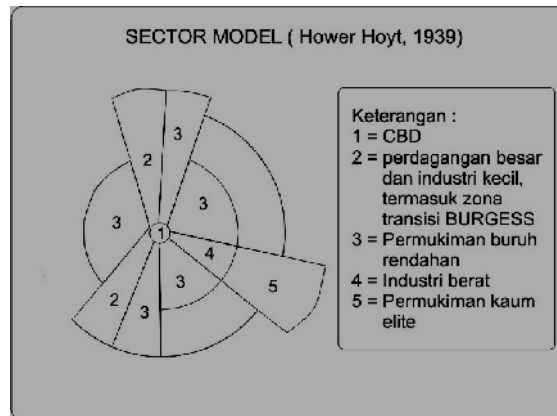 SECTOR MODEL ( Hower Hoyt, 1939)
3
2
3
3
1
4
3
5
2
3
Keterangan :
1 = CBD
2 = perdagangan besar
dan industri kecil,
termasuk zona
transisi BURGESS
3 = Permukiman buruh
rendahan
4 = Industri berat
5 = Permukiman kaum
elite